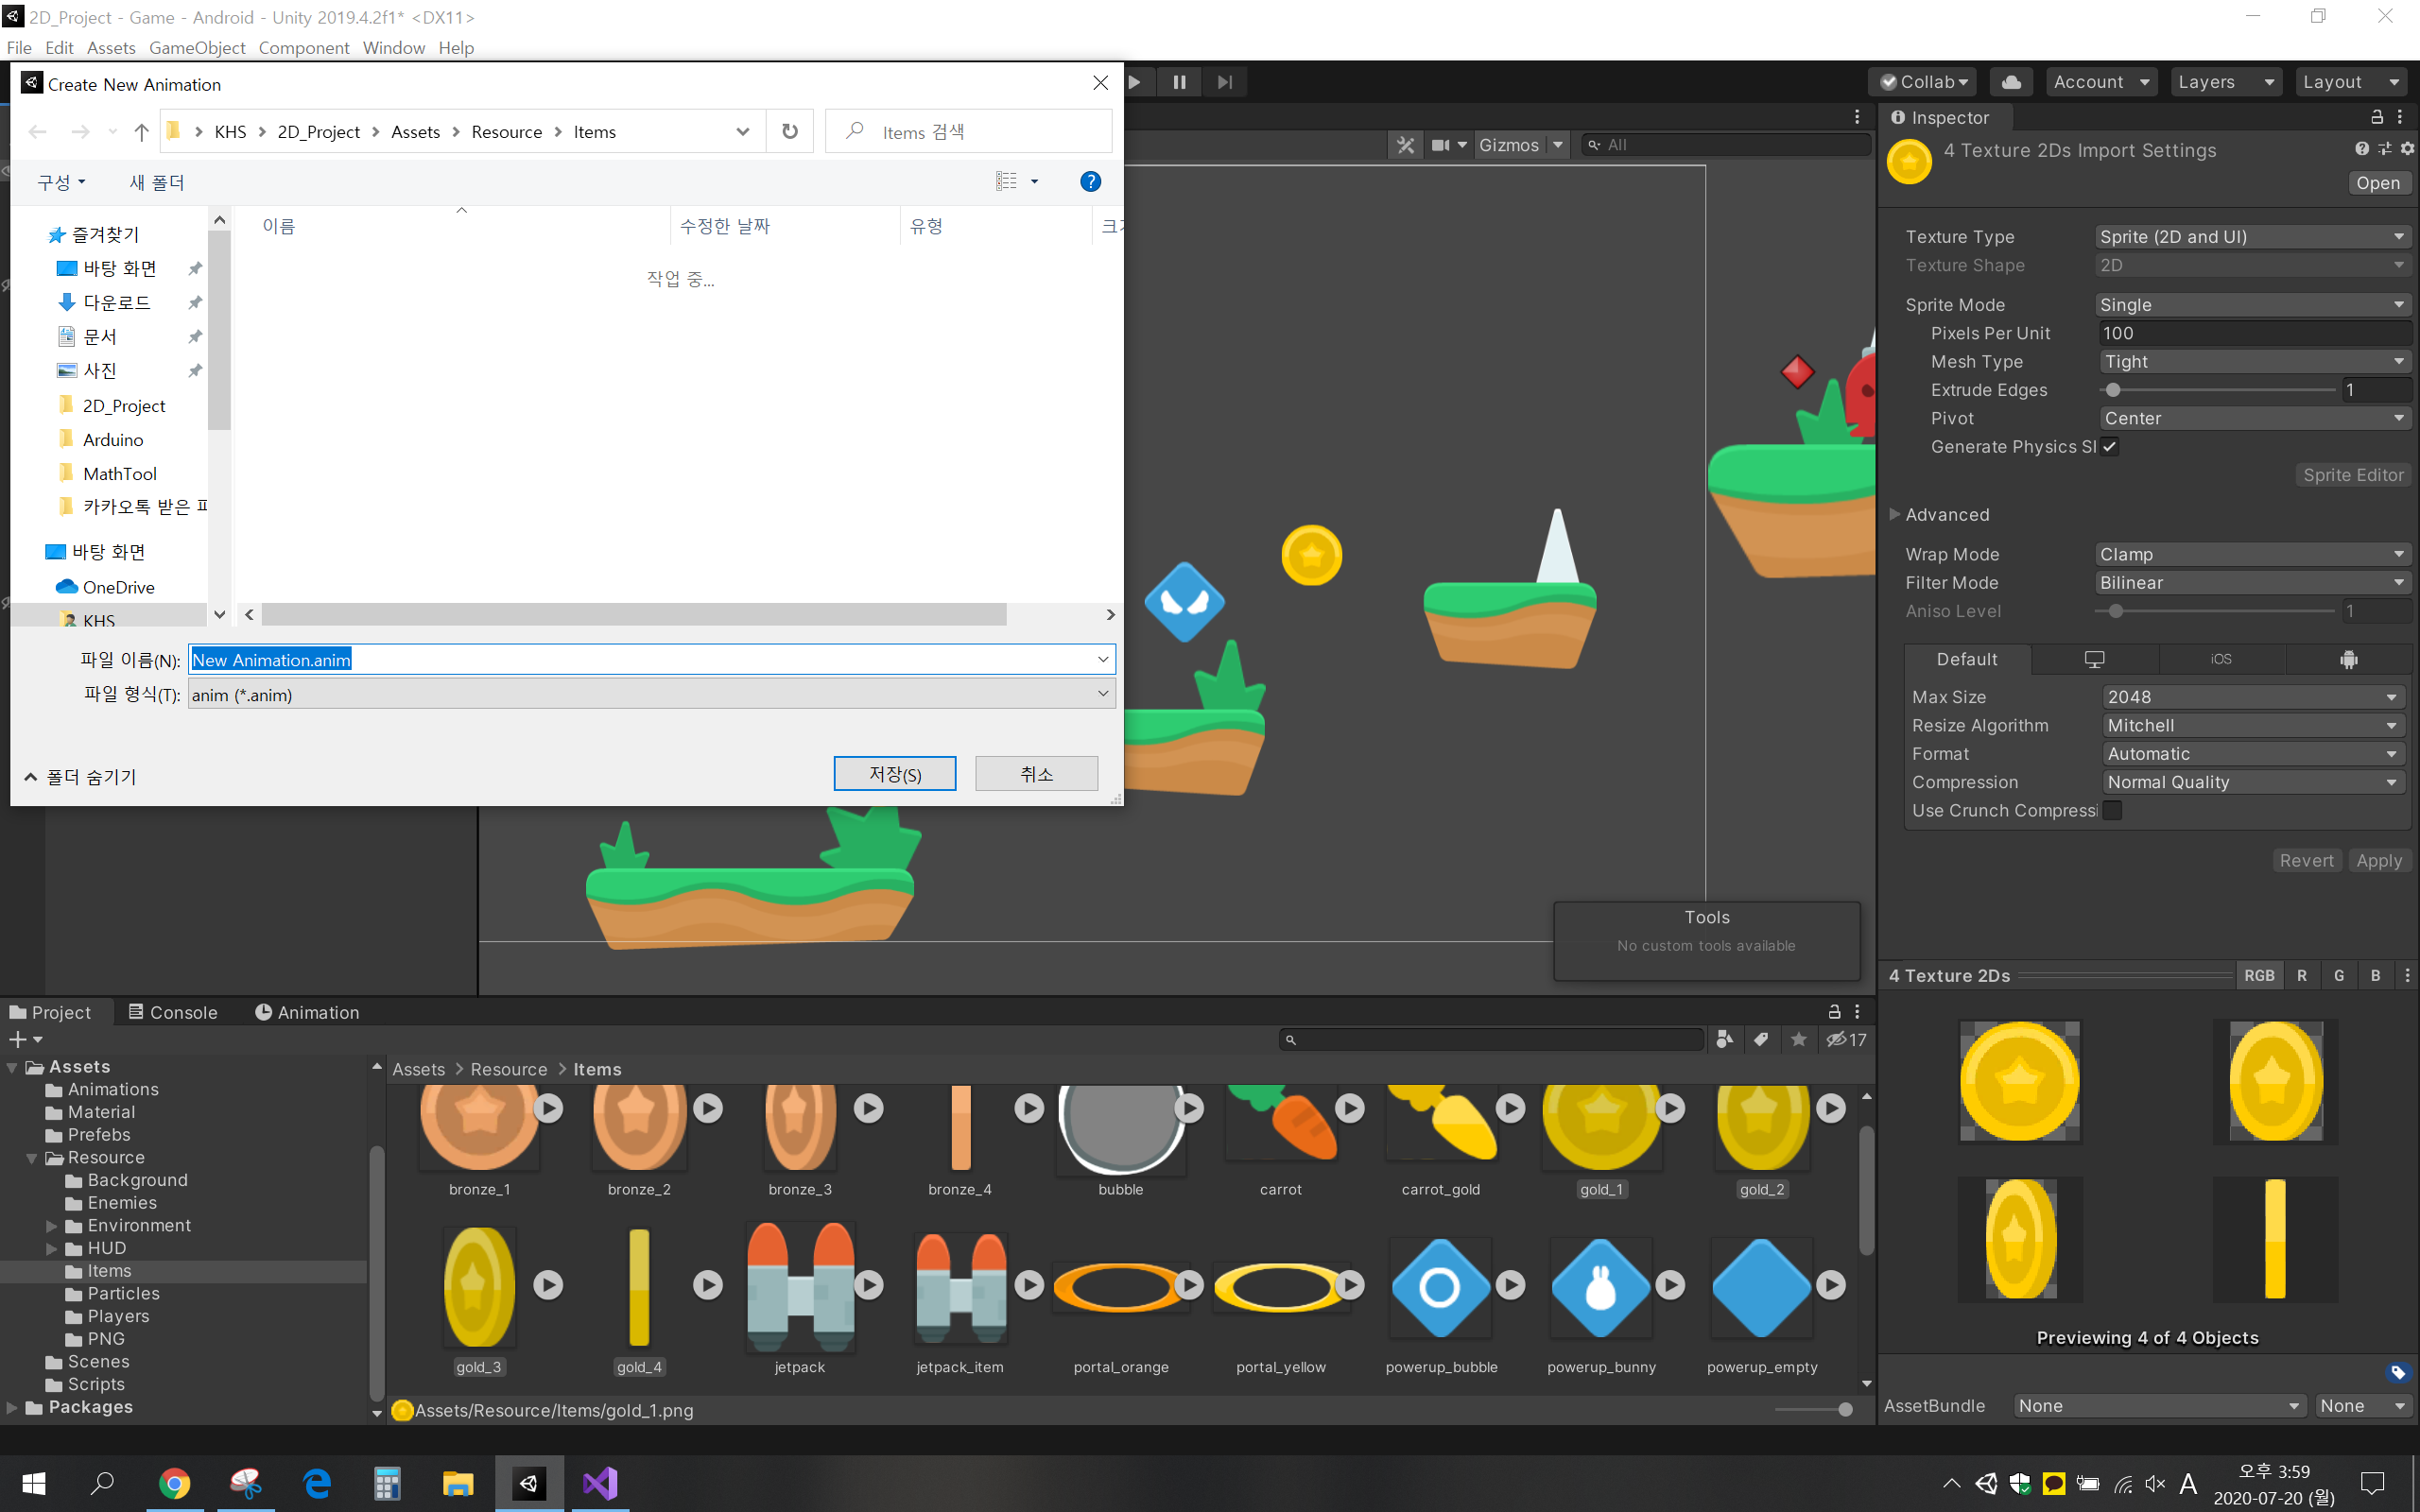 2D_Project - Game - Android - Unity 2019.4.2f1* <DX11>
File Edit Assets GameObject Component Window Help
Create New Animation
KHS > 2D_Project > Assets > Resource > Items
Items 검색
구성
새 폴더
이름
수정한 날짜
유형
작업 중...
즐겨찾기
바탕 화면
다운로드
문서
사진
2D_Project
Arduino
MathTool
카카오톡 받은
바탕 화면
OneDrive
KHS
파일 이름(N):
New Animation.anim
파일 형식(T):
anim (*.anim)
폴더 숨기기
저장(S)
취소
Collab
Account
Layers
Layout
Gizmos
All
Tools
No custom tools available
Inspector
4 Texture 2Ds Import Settings
Open
Texture Type
Sprite (2D and UI)
Texture Shape
2D
Sprite Mode
Single
Pixels Per Unit
100
Mesh Type
Tight
Extrude Edges
1
Pivot
Center
Generate Physics
Sprite Editor
Advanced
Wrap Mode
Clamp
Filter Mode
Bilinear
Aniso Level
1
Default
iOS
Max Size
2048
Resize Algorithm
Mitchell
Format
Automatic
Compression
Normal Quality
Use Crunch Compressi
Revert
Apply
4 Texture 2Ds
RGB R G B
Previewing 4 of 4 Objects
AssetBundle
None
None
Project
Console
Animation
17
Assets
Animations
Material
Prefebs
Resource
Background
Enemies
Environment
HUD
Items
Particles
Players
PNG
Scenes
Scripts
Packages
Assets > Resource > Items
bronze_1
bronze_2
bronze_3
bronze_4
bubble
carrot
carrot_gold
gold_1
gold_2
gold_3
gold_4
jetpack
jetpack_item
portal_orange
portal_yellow
powerup_bubble
powerup_bunny
powerup_empty
Assets/Resource/Items/gold_1.png
A
오후 3:59
2020-07-20 (월)